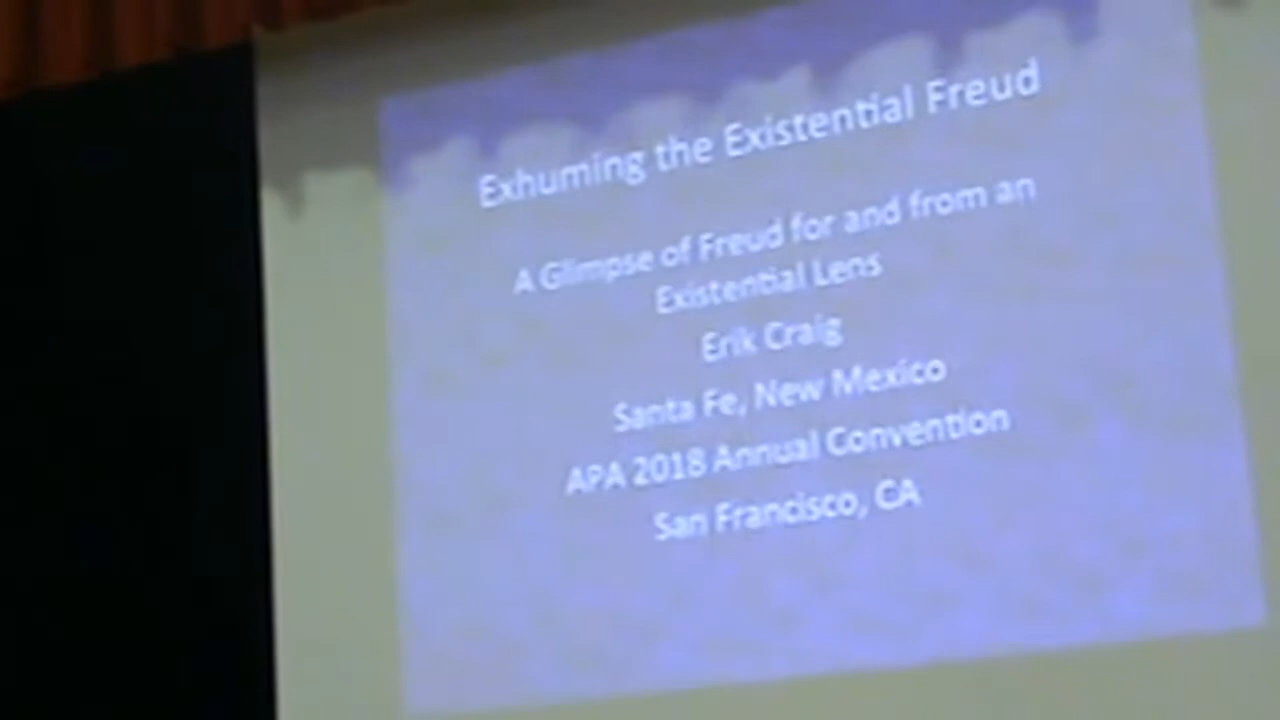 Exhuming the Existential Freud
A Glimpse of Freud for and from an
Existential Lens
Erik Craig
Santa Fe, New Mexico
APA 2018 Annual Convention
San Francisco, CA